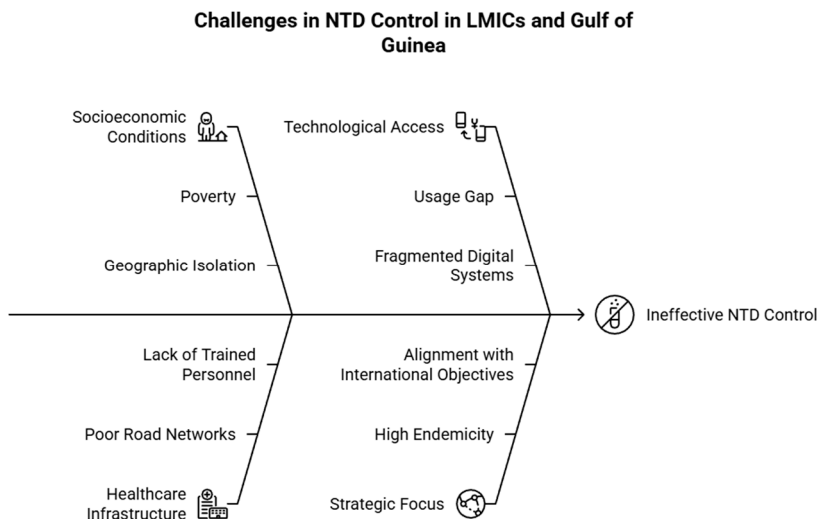 Challenges in NTD Control in LMICs and Gulf of
Guinea
Socioeconomic
Conditions
Poverty
Geographic Isolation
Technological Access
Usage Gap
Fragmented Digital
Systems
Ineffective NTD Control
Lack of Trained
Personnel
Poor Road Networks
Healthcare
Infrastructure
Alignment with
International Objectives
High Endemicity
Strategic Focus